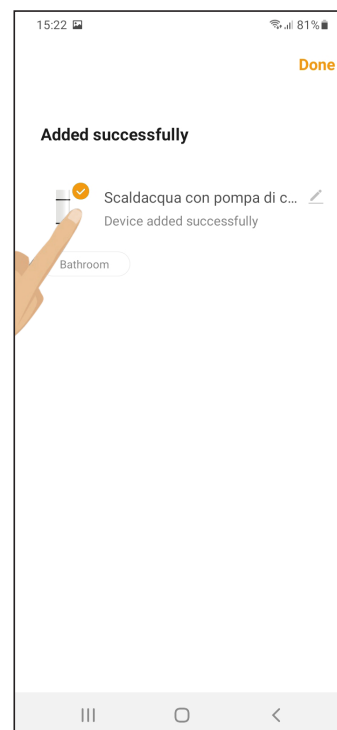 15:22 81%
Done
Added successfully
Scaldacqua con pompa di c...
Device added successfully
Bathroom